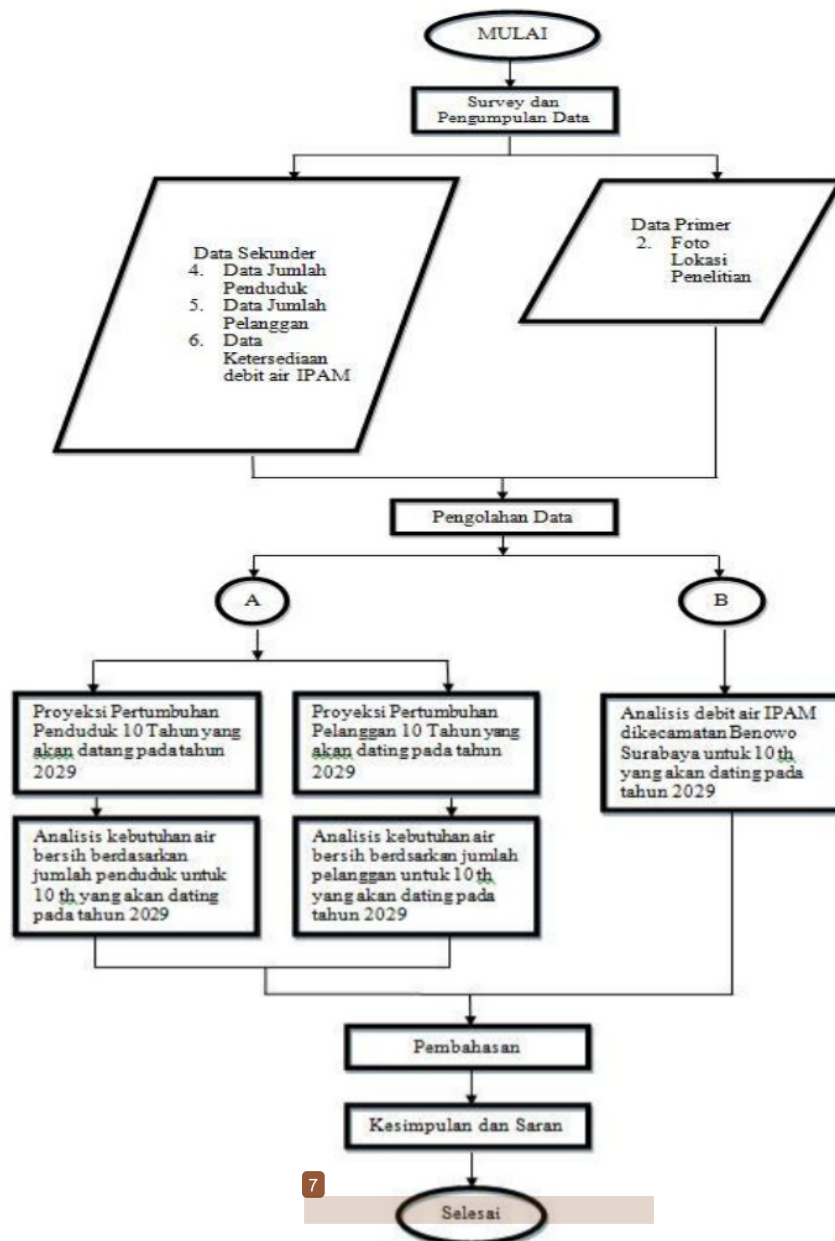 MULAI
Survey dan
Pengumpulan Data
Data Sekunder
4. Data Jumlah
Penduduk
5. Data Jumlah
Pelanggan
6. Data
Ketersediaan
debit air IPAM
Data Primer
2. Foto
Lokasi
Penelitian
Pengolahan Data
A
B
Proyeksi Pertumbuhan
Penduduk 10 Tahun yang
akan datang pada tahun
2029
Proyeksi Pertumbuhan
Pelanggan 10 Tahun yang
akan dating pada tahun
2029
Analisis debit air IPAM
dikecamatan Benowo
Surabaya untuk 10 th
yang akan dating pada
tahun 2029
Analisis kebutuhan air
bersih berdasarkan
jumlah penduduk untuk
10 th yang akan dating
pada tahun 2029
Analisis kebutuhan air
bersih berdsarkan jumlah
pelanggan untuk 10 th
yang akan dating pada
tahun 2029
Pembahasan
Kesimpulan dan Saran
7
Selesai